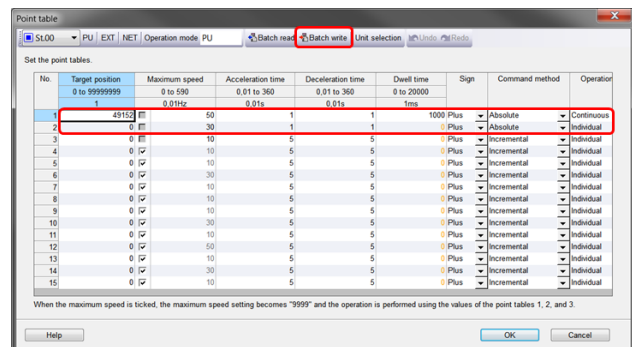 Point table
St.00 PU EXT NET Operation mode PU Batch read Batch write Unit selection Undo Redo
Set the point tables.
No. Target position Maximum speed Acceleration time Deceleration time Dwell time Sign Command method Operation
0 to 99999999 0 to 590 0,01 to 360 0,01 to 360 0 to 20000
1 0,01Hz 0,01s 0,01s 1ms
1 49152 50 1 1 1000 Plus Absolute Continuous
2 0 30 1 1 0 Plus Absolute Individual
3 0 10 5 5 0 Plus Incremental Individual
4 0 10 5 5 0 Plus Incremental Individual
5 0 10 5 5 0 Plus Incremental Individual
6 0 30 5 5 0 Plus Incremental Individual
7 0 10 5 5 0 Plus Incremental Individual
8 0 10 5 5 0 Plus Incremental Individual
9 0 10 5 5 0 Plus Incremental Individual
10 0 30 5 5 0 Plus Incremental Individual
11 0 10 5 5 0 Plus Incremental Individual
12 0 50 5 5 0 Plus Incremental Individual
13 0 10 5 5 0 Plus Incremental Individual
14 0 30 5 5 0 Plus Incremental Individual
15 0 10 5 5 0 Plus Incremental Individual
When the maximum speed is ticked, the maximum speed setting becomes "9999" and the operation is performed using the values of the point tables 1, 2, and 3.
Help OK Cancel